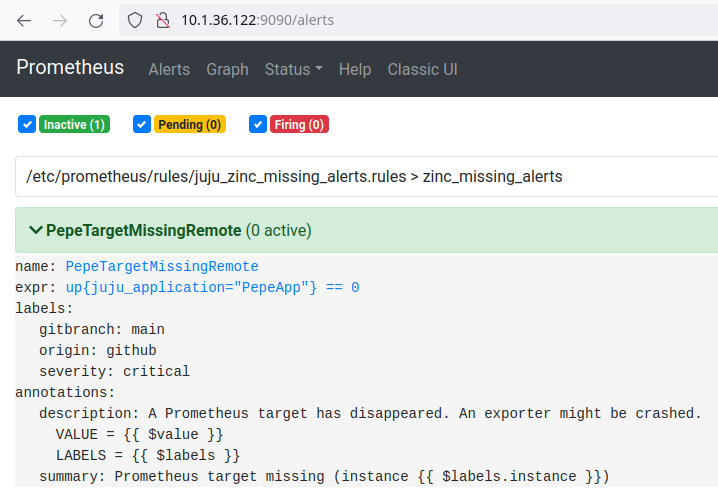 10.1.36.122:9090/alerts
Prometheus Alerts Graph Status Help Classic UI
Inactive (1) Pending (0) Firing (0)
/etc/prometheus/rules/juju_zinc_missing_alerts.rules > zinc_missing_alerts
PepeTargetMissingRemote (0 active)
name: PepeTargetMissingRemote
expr: up{juju_application="PepeApp"} == 0
labels:
gitbranch: main
origin: github
severity: critical
annotations:
description: A Prometheus target has disappeared. An exporter might be crashed.
VALUE = {{ $value }}
LABELS = {{ $labels }}
summary: Prometheus target missing (instance {{ $labels.instance }})